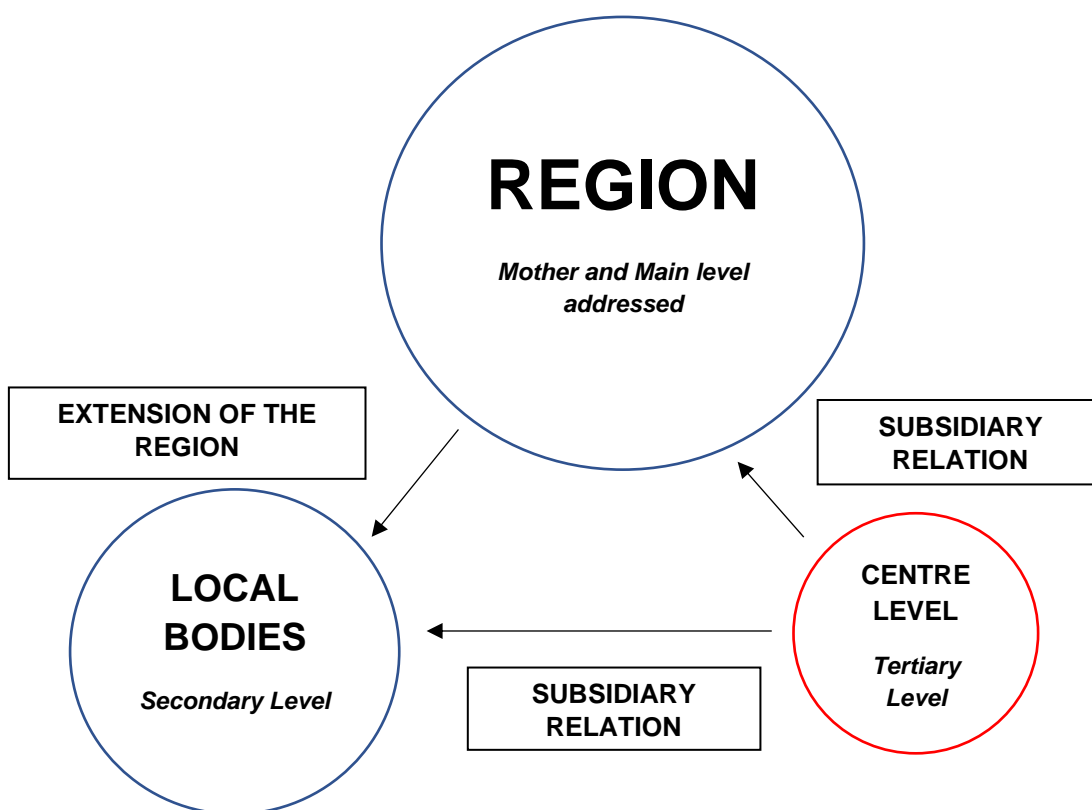 REGION
Mother and Main level
addressed
EXTENSION OF THE
REGION
SUBSIDIARY
RELATION
LOCAL
BODIES
Secondary Level
CENTRE
LEVEL
Tertiary
Level
SUBSIDIARY
RELATION